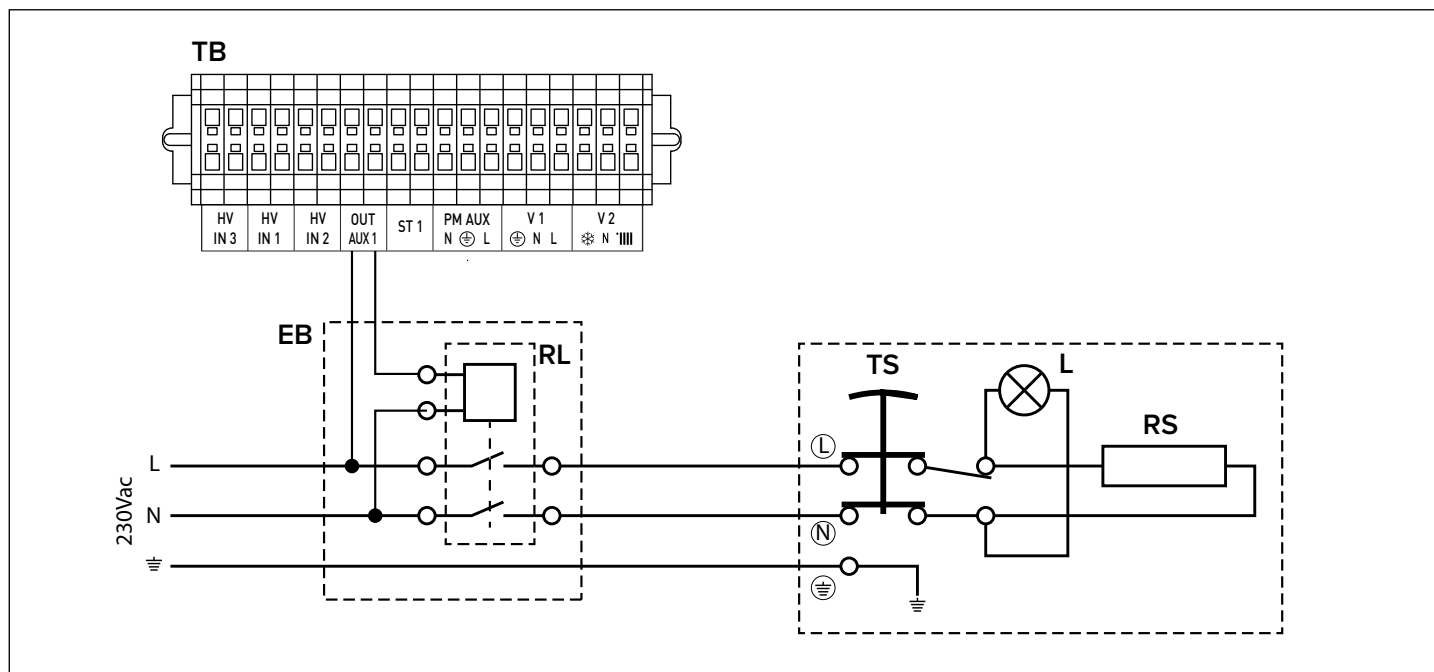 TB
HV HV HV OUT ST 1 PM AUX V 1 V 2
IN 3 IN 1 IN 2 AUX 1 N L N L N
EB
RL
TS
L
RS
L
L
230Vac
N
N